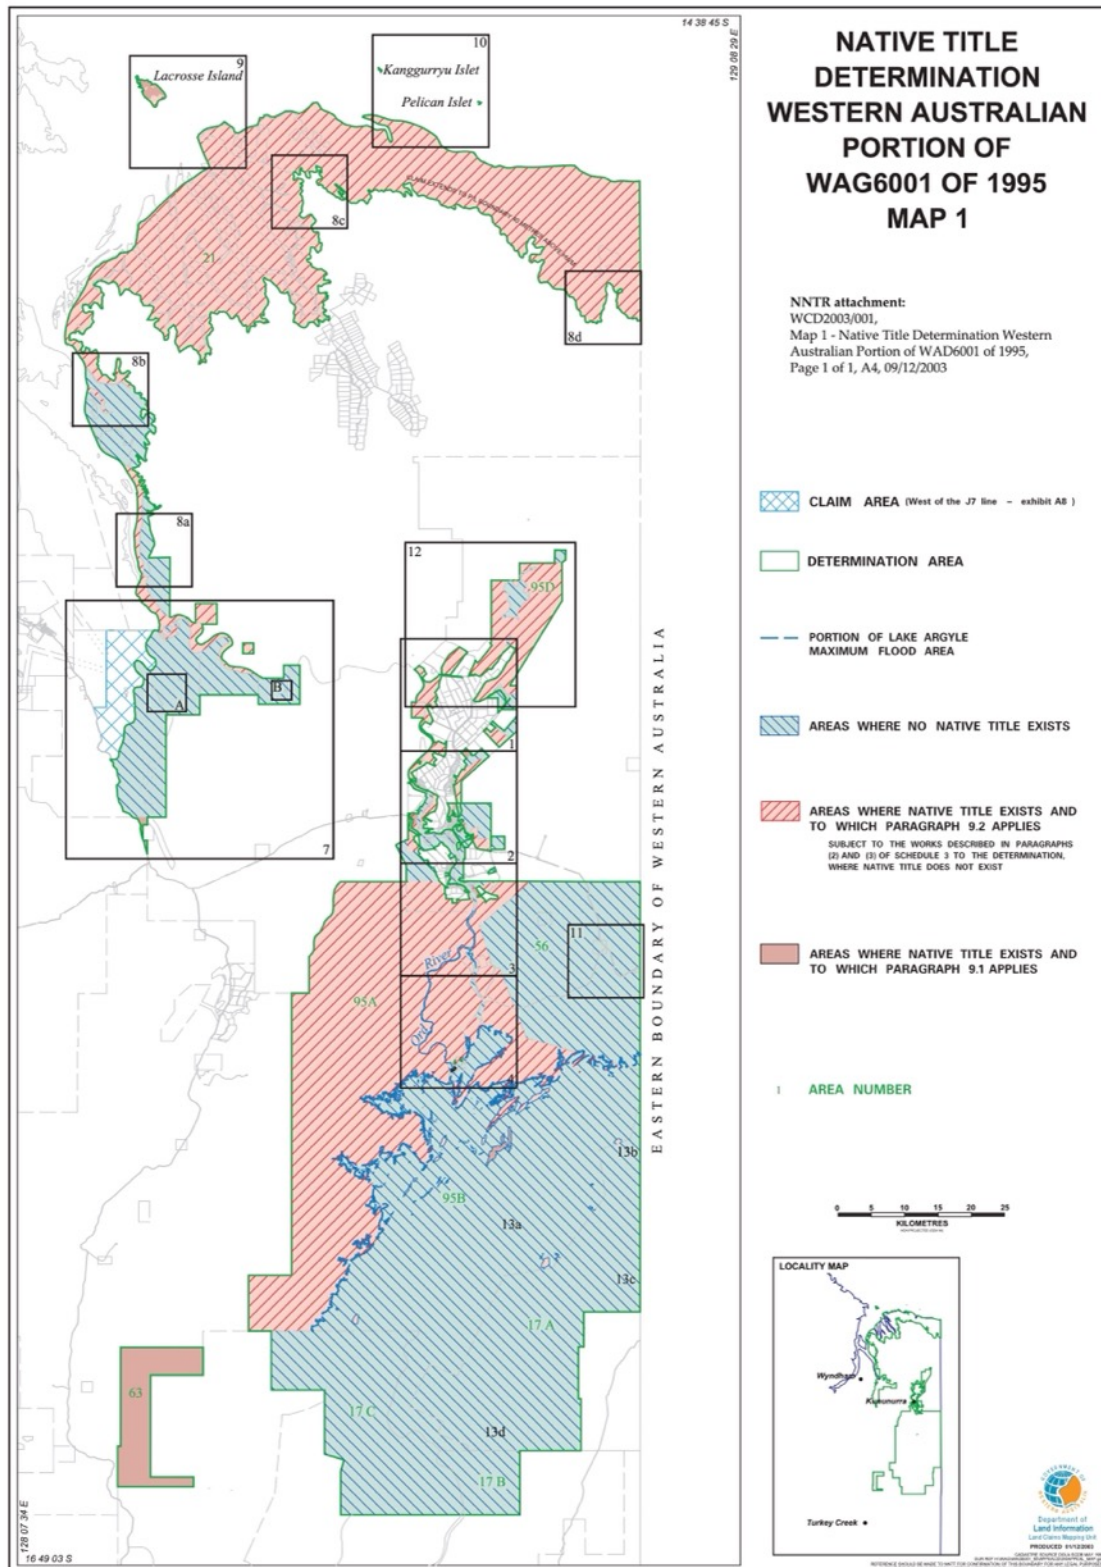 14 38 45 S
129 08 29 E
NATIVE TITLE
DETERMINATION
WESTERN AUSTRALIAN
PORTION OF
WAG6001 OF 1995
MAP 1
NNTR attachment:
WCD2003/001,
Map 1 - Native Title Determination Western
Australian Portion of WAD6001 of 1995,
Page 1 of 1, A4, 09/12/2003
9
Lacrosse Island
10
Kanggurryu Islet
Pelican Islet
8c
21
8d
8b
8a
12
95D
A
B
7
1
2
3
4
11
56
River
Ord
95A
95B
13b
13a
13c
17 A
63
17 C
13d
17 B
EASTERN BOUNDARY OF WESTERN AUSTRALIA
CLAIM AREA (West of the J7 line – exhibit A8 )
DETERMINATION AREA
PORTION OF LAKE ARGYLE
MAXIMUM FLOOD AREA
AREAS WHERE NO NATIVE TITLE EXISTS
AREAS WHERE NATIVE TITLE EXISTS AND
TO WHICH PARAGRAPH 9.2 APPLIES
SUBJECT TO THE WORKS DESCRIBED IN PARAGRAPHS
(2) AND (3) OF SCHEDULE 3 TO THE DETERMINATION,
WHERE NATIVE TITLE DOES NOT EXIST
AREAS WHERE NATIVE TITLE EXISTS AND
TO WHICH PARAGRAPH 9.1 APPLIES
1 AREA NUMBER
0 5 10 15 20 25
KILOMETRES
LOCALITY MAP
Wyndham
Kununurra
Turkey Creek
128 07 34 E
16 49 03 S
GOVERNMENT OF
WESTERN AUSTRALIA
Department of
Land Information
Land Claims Mapping Unit
PRODUCED 01/12/2003